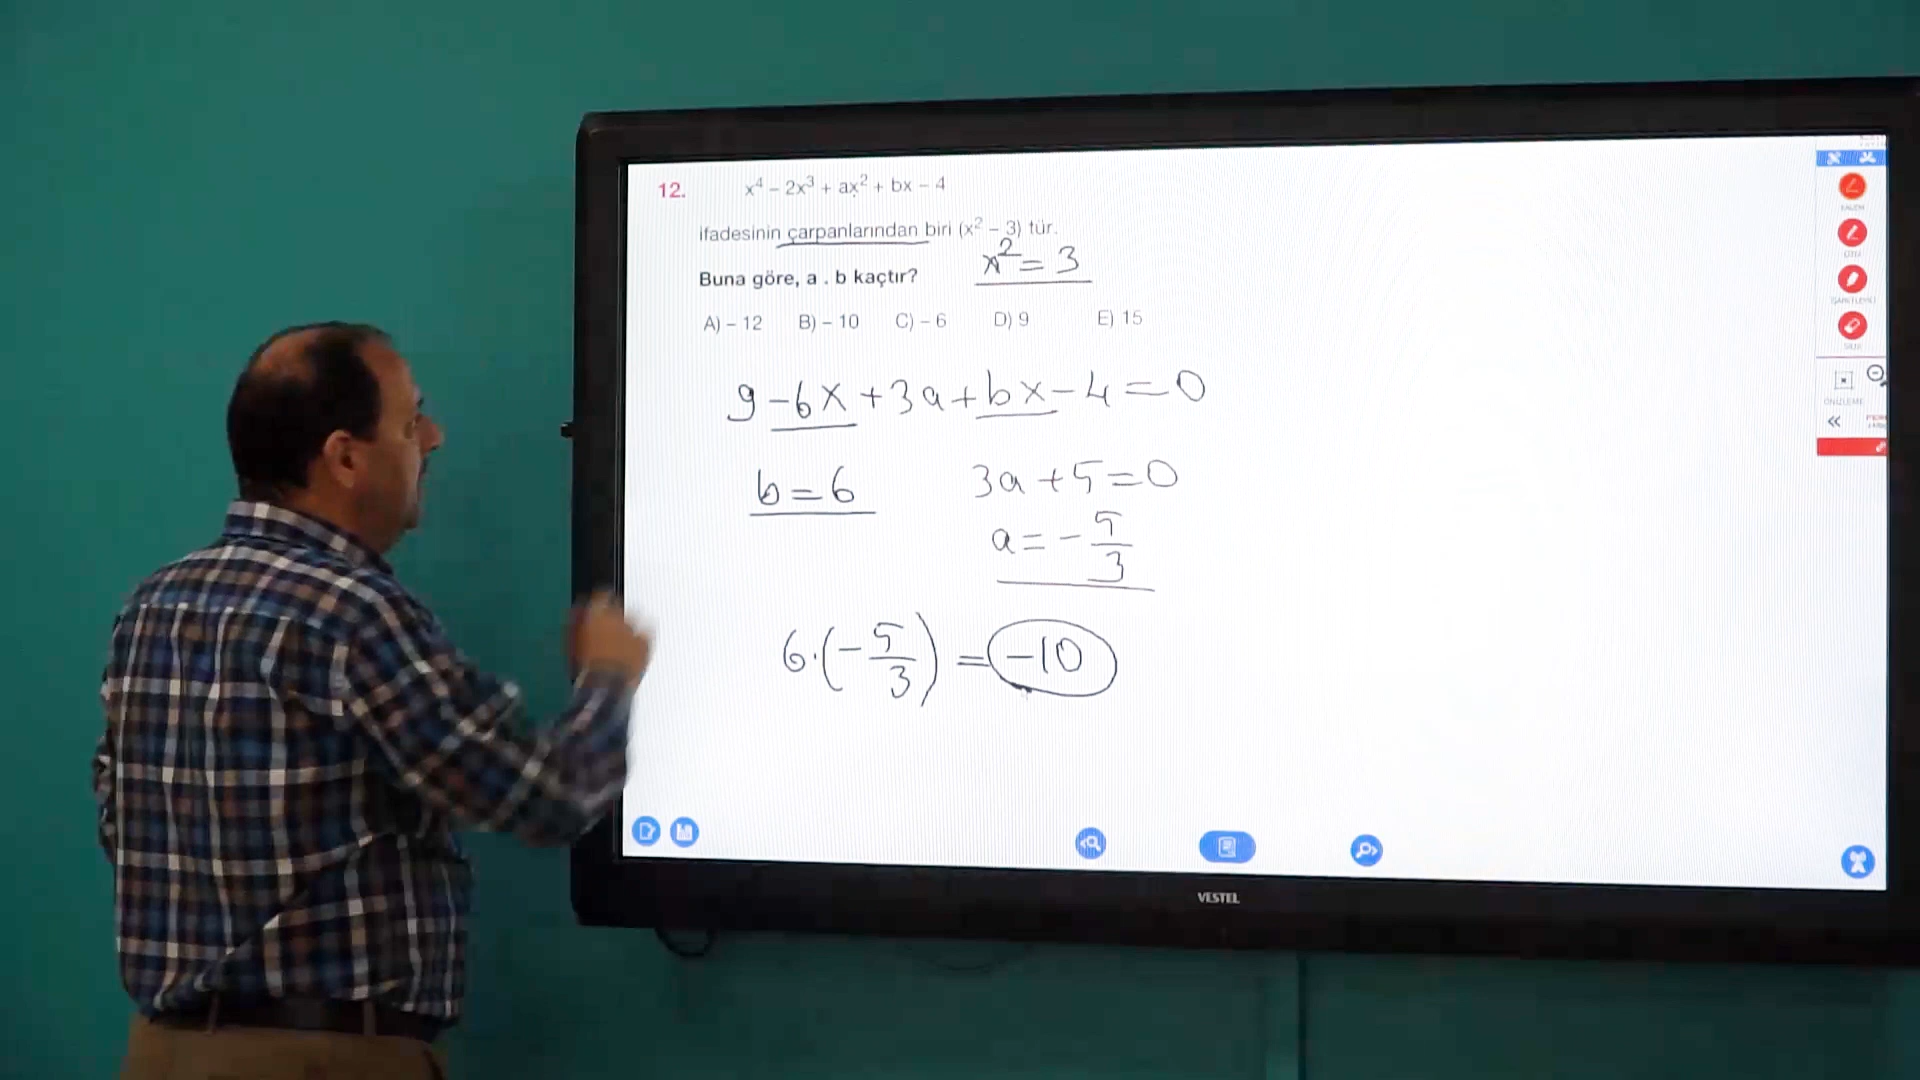 12. x⁴ – 2x³ + ax² + bx – 4
ifadesinin çarpanlarından biri (x² – 3) tür.
x² = 3
Buna göre, a . b kaçtır?
A) – 12 B) – 10 C) – 6 D) 9 E) 15
9 – 6x + 3a + bx – 4 = 0
b = 6 3a + 5 = 0
a = – 5/3
6·(– 5/3) = –10
VESTEL